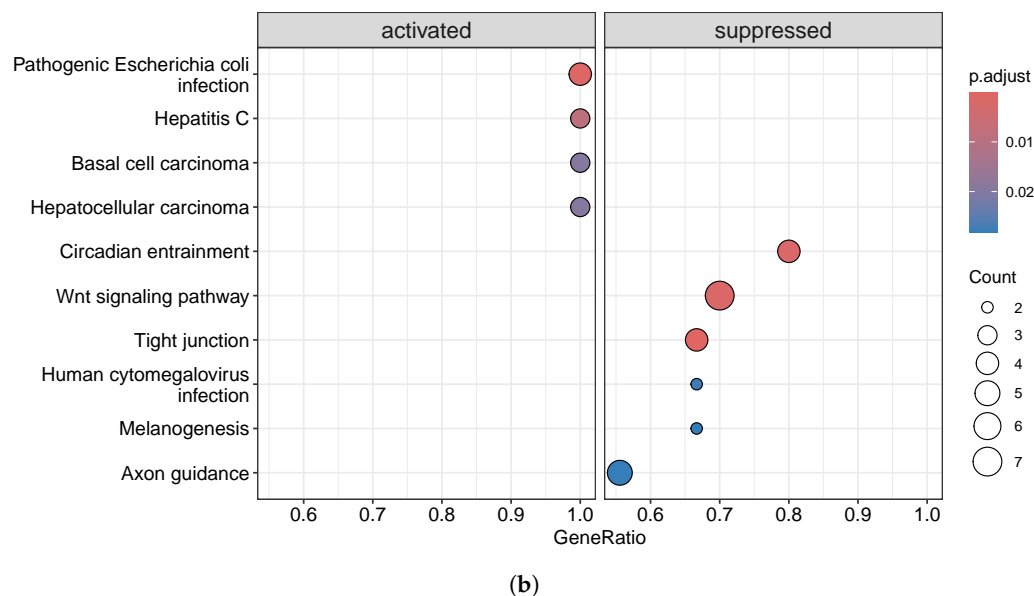 activated
suppressed
Pathogenic Escherichia coli
infection
Hepatitis C
Basal cell carcinoma
Hepatocellular carcinoma
Circadian entrainment
Wnt signaling pathway
Tight junction
Human cytomegalovirus
infection
Melanogenesis
Axon guidance
0.6 0.7 0.8 0.9 1.0
0.6 0.7 0.8 0.9 1.0
GeneRatio
p.adjust
0.01
0.02
Count
2
3
4
5
6
7
(b)